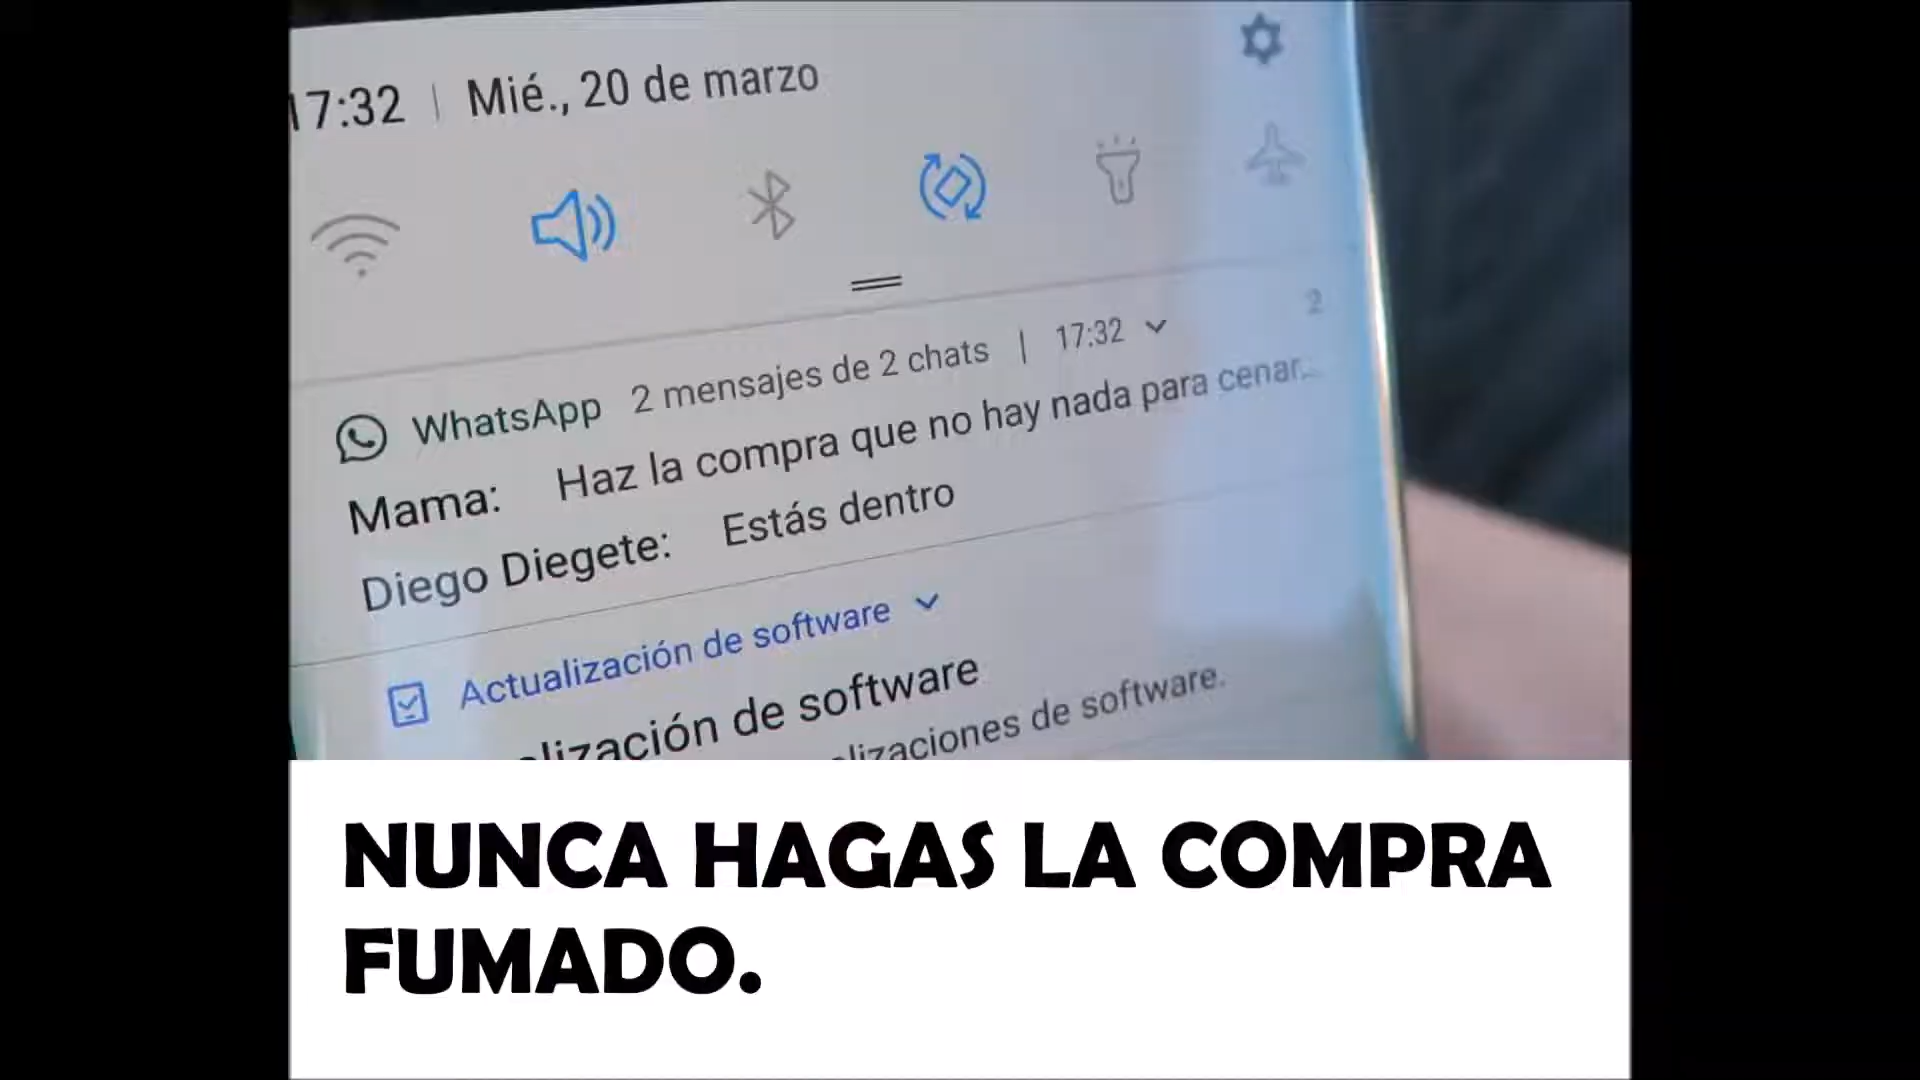 17:32 | Mié., 20 de marzo
WhatsApp 2 mensajes de 2 chats | 17:32
2
Mama: Haz la compra que no hay nada para cenar...
Diego Diegete: Estás dentro
Actualización de software
lización de software
lizaciones de software.
NUNCA HAGAS LA COMPRA
FUMADO.